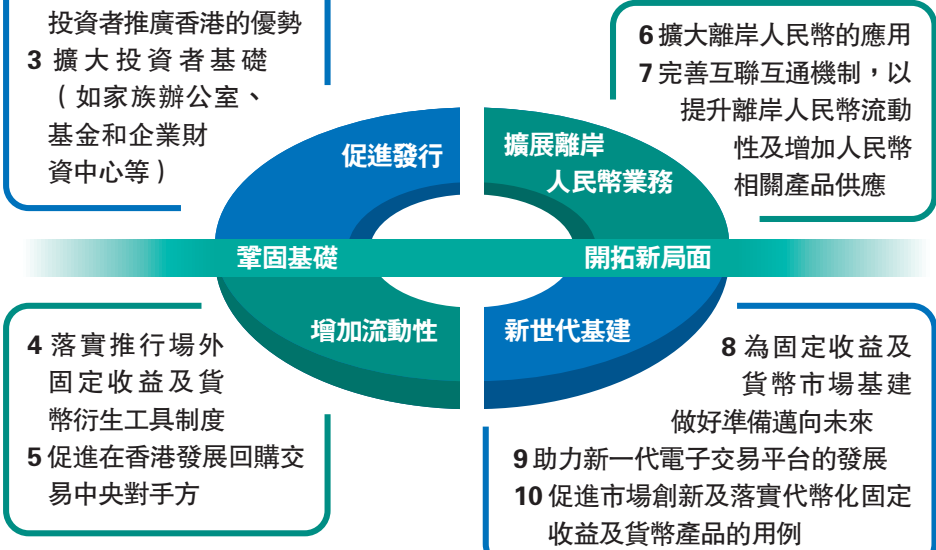 投資者推廣香港的優勢
3 擴大投資者基礎
（如家族辦公室、
基金和企業財
資中心等）
6 擴大離岸人民幣的應用
7 完善互聯互通機制，以
提升離岸人民幣流動
性及增加人民幣
相關產品供應
促進發行
擴展離岸
人民幣業務
鞏固基礎
開拓新局面
增加流動性
新世代基建
4 落實推行場外
固定收益及貨
幣衍生工具制度
5 促進在香港發展回購交
易中央對手方
8 為固定收益及
貨幣市場基建
做好準備邁向未來
9 助力新一代電子交易平台的發展
10 促進市場創新及落實代幣化固定
收益及貨幣產品的用例